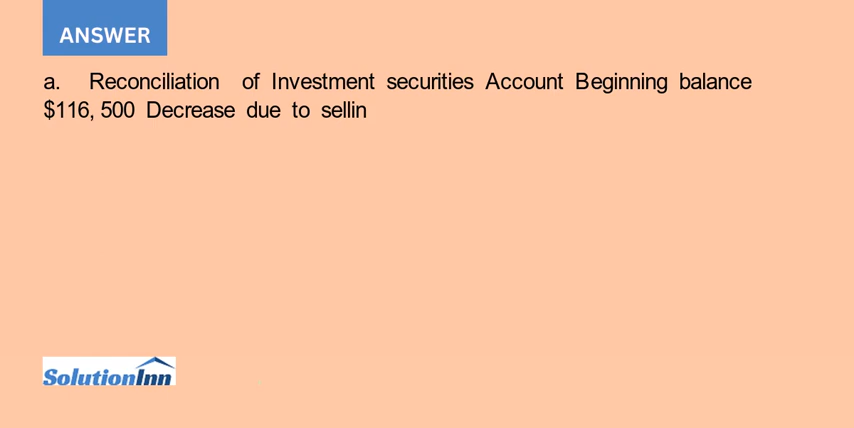 ANSWER
a. Reconciliation of Investment securities Account Beginning balance
$116, 500 Decrease due to sellin
SolutionInn